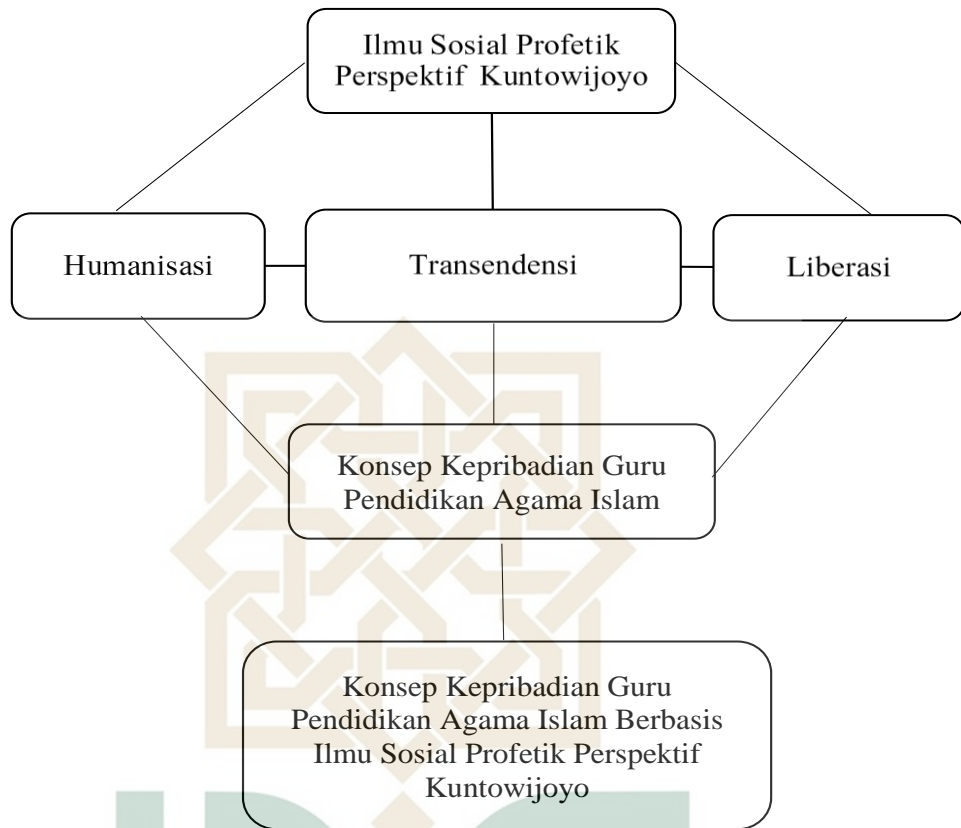 Ilmu Sosial Profetik
Perspektif Kuntowijoyo
Humanisasi
Transendensi
Liberasi
Konsep Kepribadian Guru
Pendidikan Agama Islam
Konsep Kepribadian Guru
Pendidikan Agama Islam Berbasis
Ilmu Sosial Profetik Perspektif
Kuntowijoyo